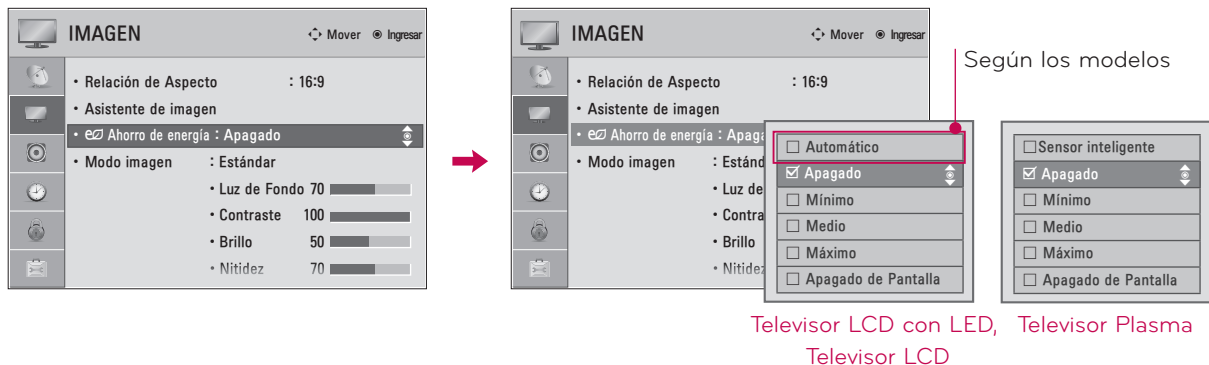 IMAGEN
Mover
Ingresar
• Relación de Aspecto : 16:9
• Asistente de imagen
• Ahorro de energía : Apagado
• Modo imagen : Estándar
• Luz de Fondo 70
• Contraste 100
• Brillo 50
• Nitidez 70
IMAGEN
Mover
Ingresar
• Relación de Aspecto : 16:9
• Asistente de imagen
• Ahorro de energía : Apaga
• Modo imagen : Estánd
• Luz de
• Contra
• Brillo
• Nitidez
Según los modelos
Automático
Apagado
Mínimo
Medio
Máximo
Apagado de Pantalla
Televisor LCD con LED,
Televisor LCD
Sensor inteligente
Apagado
Mínimo
Medio
Máximo
Apagado de Pantalla
Televisor Plasma